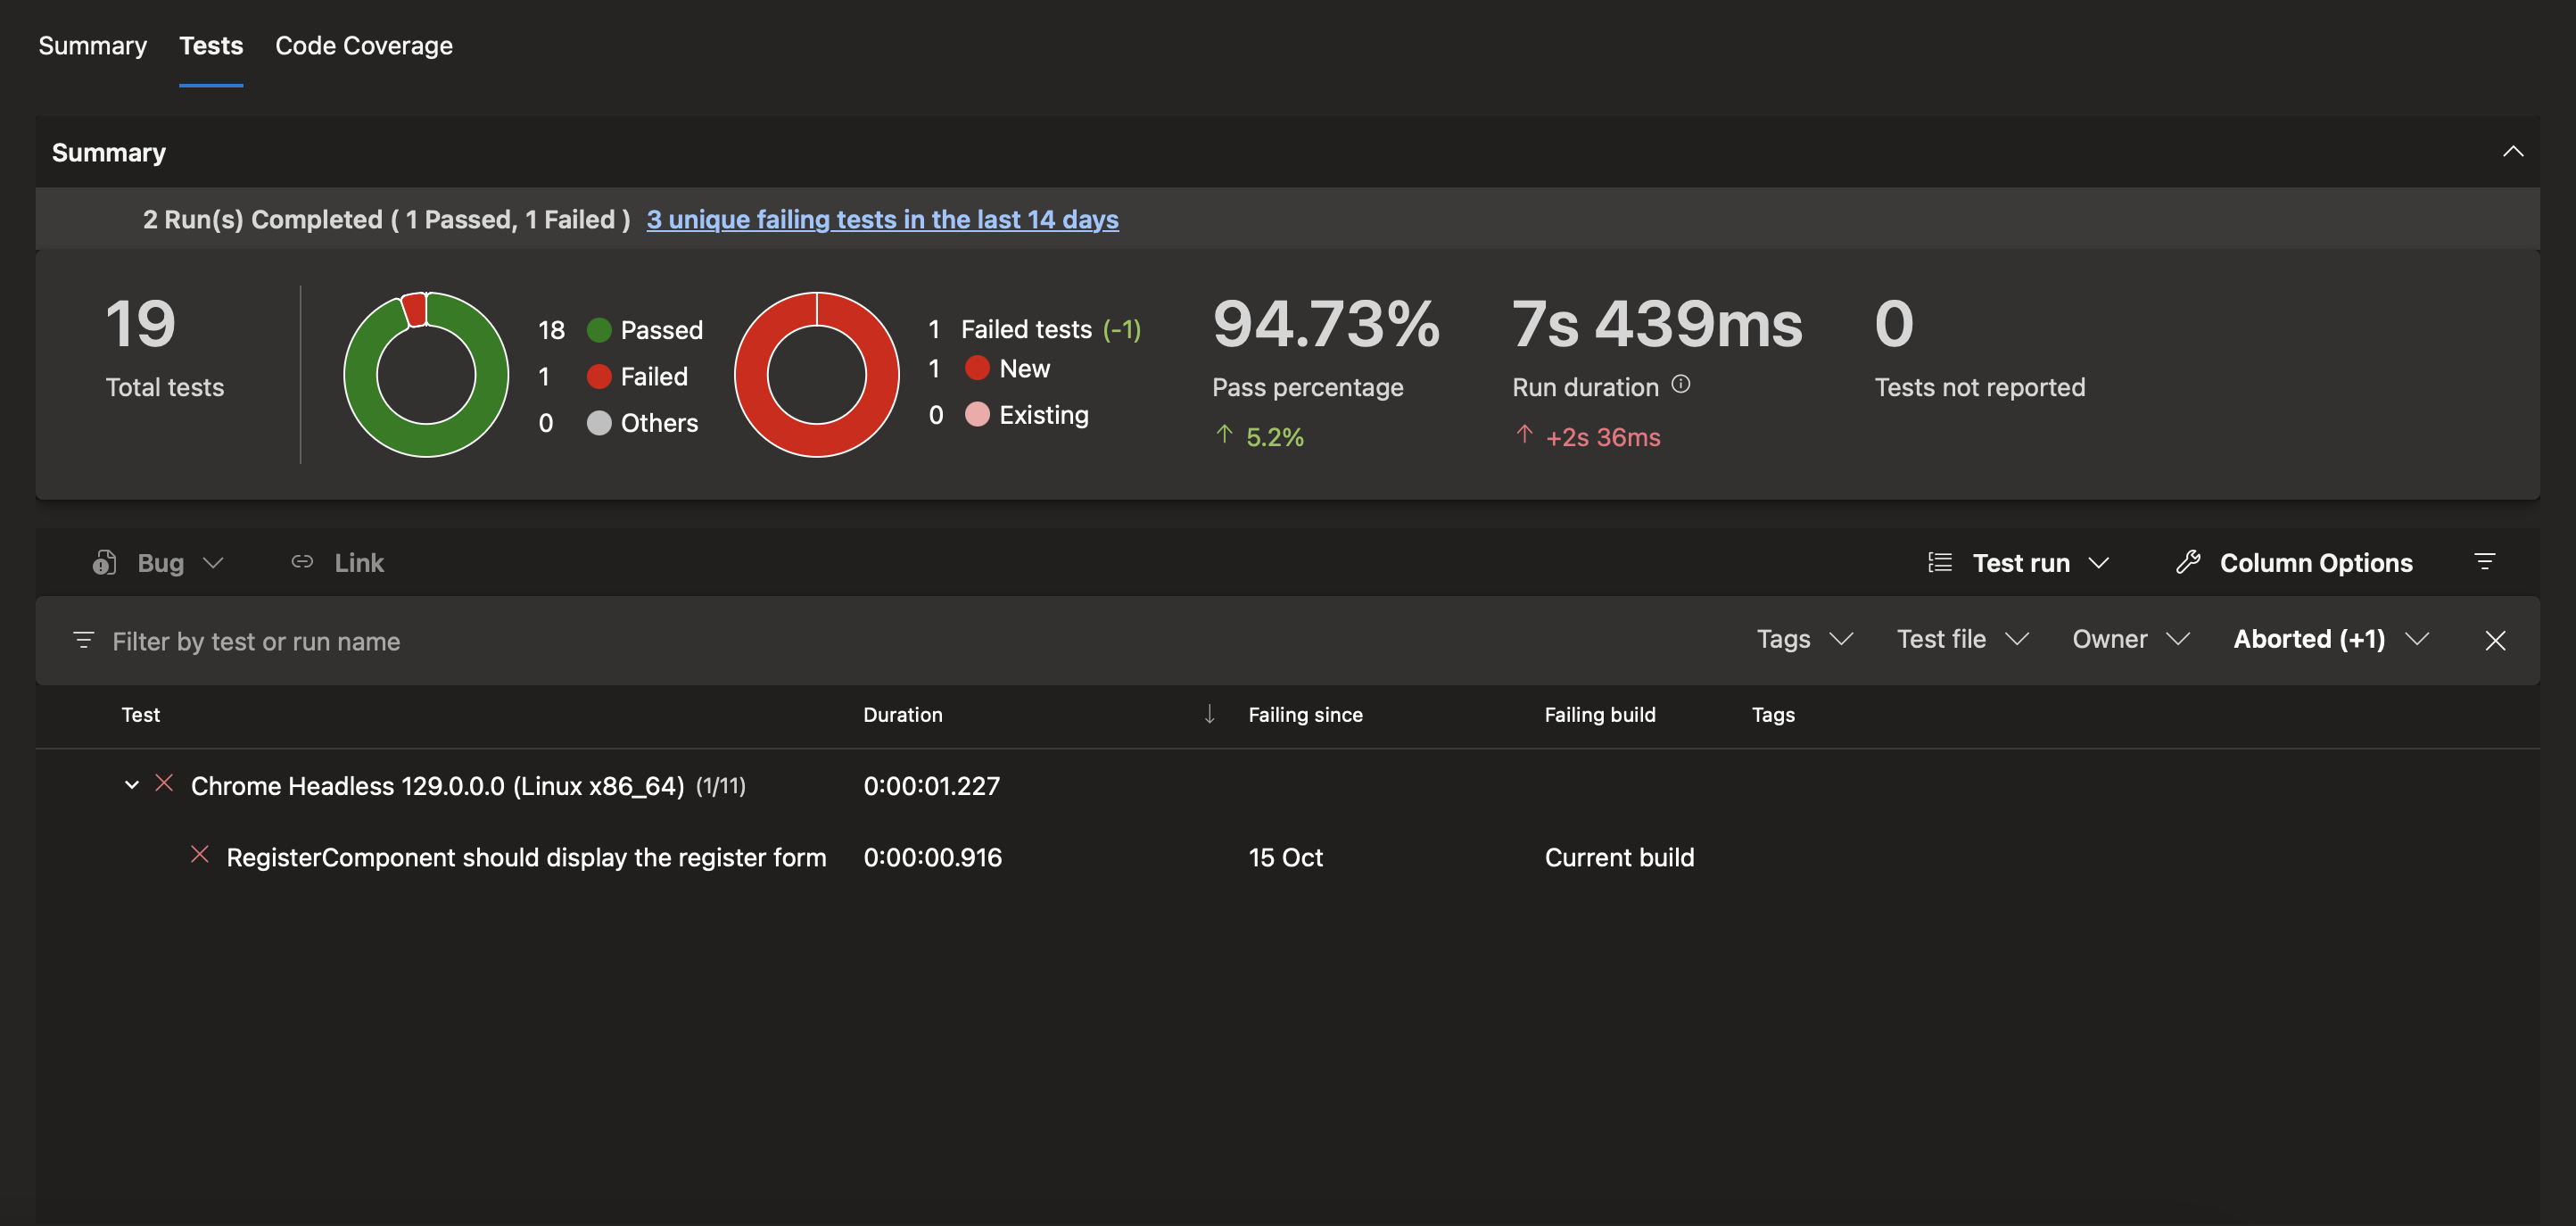 Summary Tests Code Coverage
Summary
2 Run(s) Completed ( 1 Passed, 1 Failed ) 3 unique failing tests in the last 14 days
19
Total tests
18 Passed
1 Failed
0 Others
1 Failed tests (-1)
1 New
0 Existing
94.73%
Pass percentage
5.2%
7s 439ms
Run duration
+2s 36ms
0
Tests not reported
Bug Link Test run Column Options
Filter by test or run name Tags Test file Owner Aborted (+1)
Test Duration Failing since Failing build Tags
Chrome Headless 129.0.0.0 (Linux x86_64) (1/11) 0:00:01.227
RegisterComponent should display the register form 0:00:00.916 15 Oct Current build